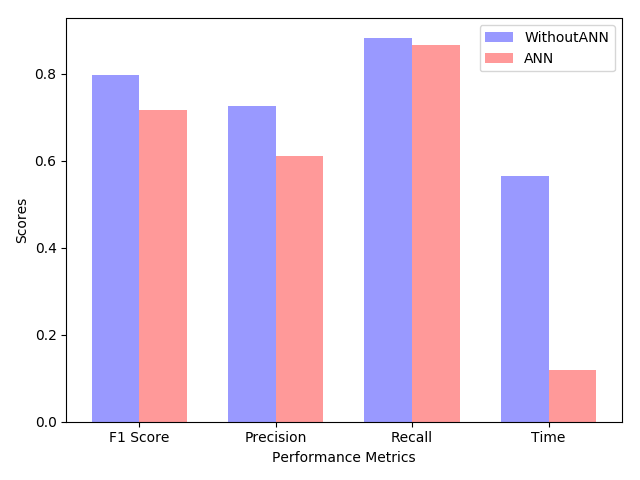 WithoutANN
ANN
0.8
0.6
0.4
0.2
0.0
Scores
F1 Score
Precision
Recall
Time
Performance Metrics